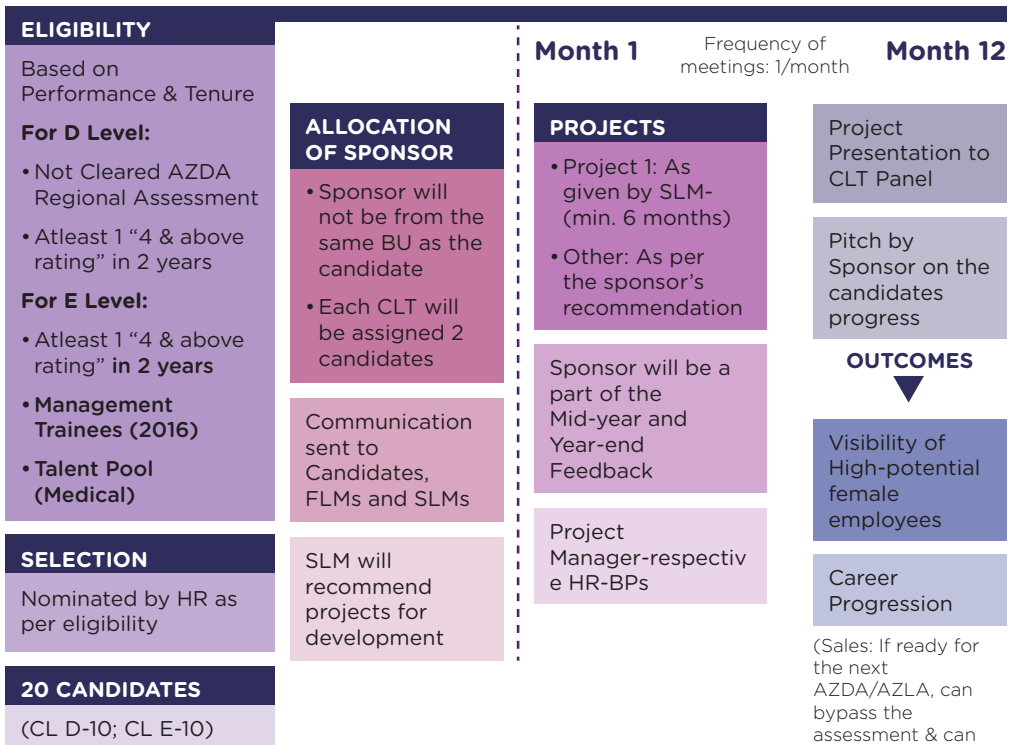 ELIGIBILITY
Based on
Performance & Tenure
For D Level:
• Not Cleared AZDA
Regional Assessment
• Atleast 1 “4 & above
rating” in 2 years
For E Level:
• Atleast 1 “4 & above
rating” in 2 years
• Management
Trainees (2016)
• Talent Pool
(Medical)
SELECTION
Nominated by HR as
per eligibility
20 CANDIDATES
(CL D-10; CL E-10)
ALLOCATION
OF SPONSOR
• Sponsor will
not be from the
same BU as the
candidate
• Each CLT will
be assigned 2
candidates
Communication
sent to
Candidates,
FLMs and SLMs
SLM will
recommend
projects for
development
Month 1
Frequency of
meetings: 1/month
Month 12
PROJECTS
• Project 1: As
given by SLM-
(min. 6 months)
• Other: As per
the sponsor’s
recommendation
Sponsor will be a
part of the
Mid-year and
Year-end
Feedback
Project
Manager-respectiv
e HR-BPs
Project
Presentation to
CLT Panel
Pitch by
Sponsor on the
candidates
progress
OUTCOMES
Visibility of
High-potential
female
employees
Career
Progression
(Sales: If ready for
the next
AZDA/AZLA, can
bypass the
assessment & can